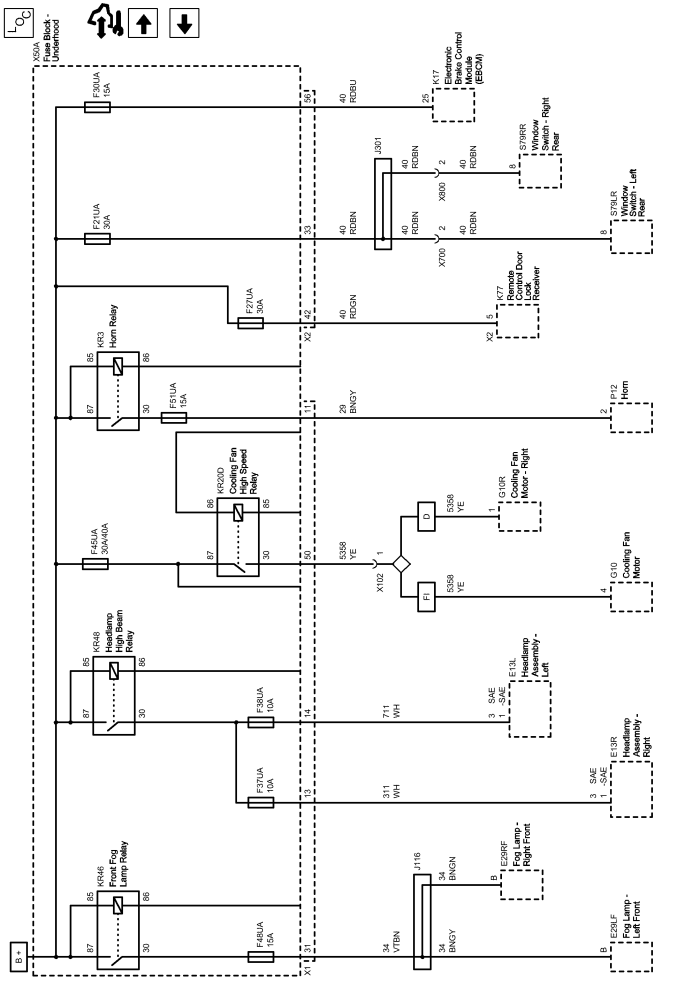 LOC
X50A
Fuse Block -
Underhood
B +
KR46
Front Fog
Lamp Relay
85
86
87
30
F48UA
15A
X1
31
34
VTBN
J116
34
BNGN
B
E29RF
Fog Lamp -
Right Front
34
BNGY
B
E29LF
Fog Lamp -
Left Front
KR48
Headlamp
High Beam
Relay
85
86
87
30
F37UA
10A
13
311
WH
3 SAE
1 -SAE
E13R
Headlamp
Assembly -
Right
F38UA
10A
14
711
WH
3 SAE
1 -SAE
E13L
Headlamp
Assembly -
Left
F45UA
30A/40A
KR20D
Cooling Fan
High Speed
Relay
86
85
87
30
50
5358
YE
X102
1
FI
5358
YE
4
G10
Cooling Fan
Motor
D
5358
YE
1
G10R
Cooling Fan
Motor - Right
KR3
Horn Relay
85
86
87
30
F51UA
15A
11
29
BNGY
2
P12
Horn
F27UA
30A
X2
42
40
RDGN
X2
5
K77
Remote
Control Door
Lock
Receiver
F21UA
30A
33
40
RDBN
J301
40
RDBN
X700
2
40
RDBN
8
S79LR
Window
Switch - Left
Rear
40
RDBN
X800
2
40
RDBN
8
S79RR
Window
Switch - Right
Rear
F30UA
15A
56
40
RDBU
25
K17
Electronic
Brake Control
Module
(EBCM)